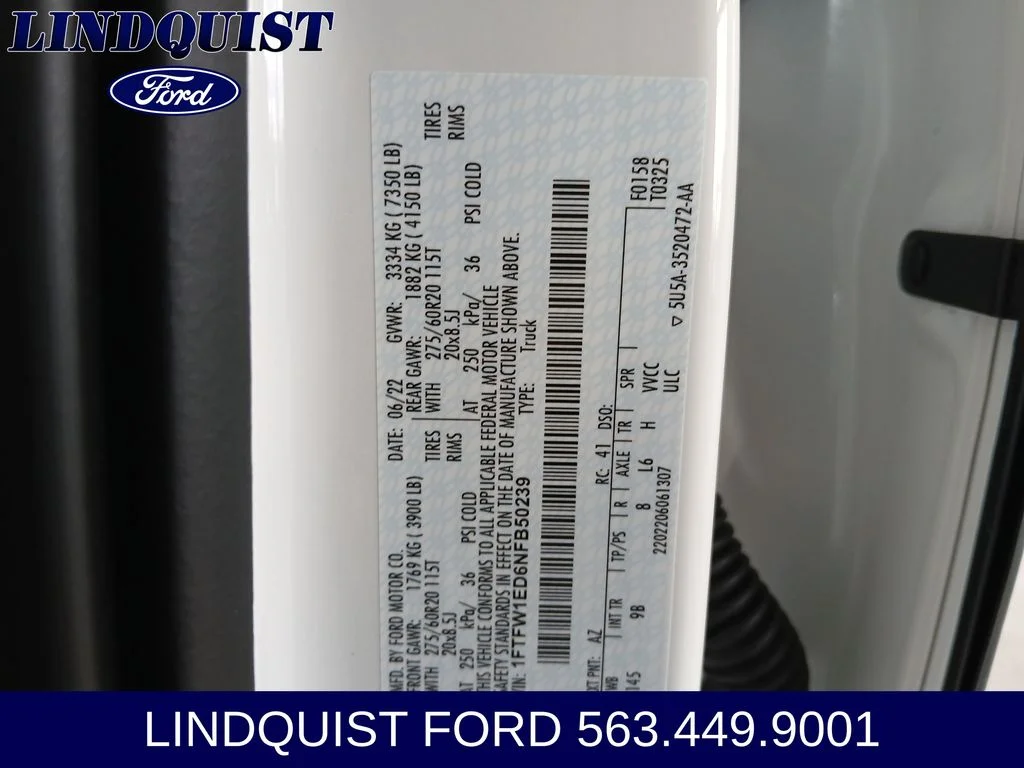 LINDQUIST
Ford
MFD. BY FORD MOTOR CO. DATE: 06/22 GVWR: 3334 KG ( 7350 LB)
FRONT GAWR: 1769 KG ( 3900 LB) REAR GAWR: 1882 KG ( 4150 LB)
WITH 275/60R20 115T TIRES WITH 275/60R20 115T TIRES
20x8.5J RIMS 20x8.5J RIMS
AT 250 kPa/ 36 PSI COLD AT 250 kPa/ 36 PSI COLD
THIS VEHICLE CONFORMS TO ALL APPLICABLE FEDERAL MOTOR VEHICLE
SAFETY STANDARDS IN EFFECT ON THE DATE OF MANUFACTURE SHOWN ABOVE.
VIN: 1FTFW1ED6NFB50239 TYPE: Truck
EXT PNT: AZ RC: 41 DSO: F0158
WB INT TR TP/PS R AXLE TR SPR T0325
145 9B 8 L6 H VVCC
2202206061307 ULC
▽ 5U5A-3520472-AA
LINDQUIST FORD 563.449.9001